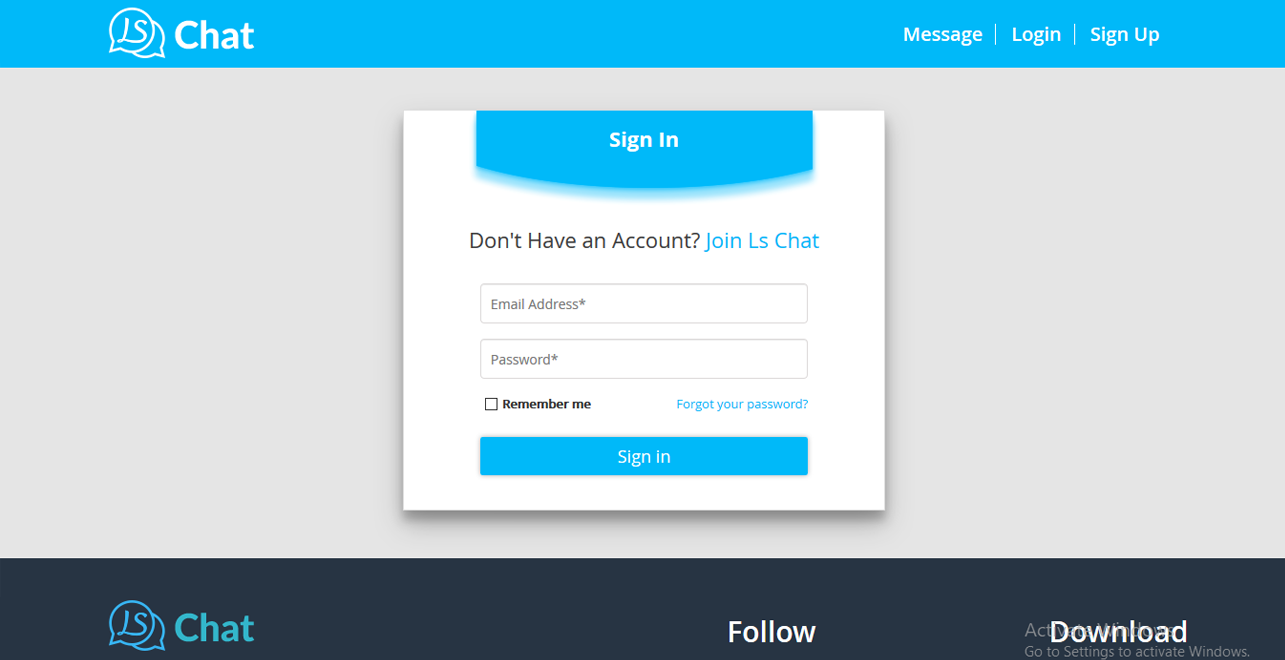 LS Chat
Message
Login
Sign Up
Sign In
Don't Have an Account? Join Ls Chat
Email Address*
Password*
Remember me
Forgot your password?
Sign in
LS Chat
Follow
Download
Activate Windows
Go to Settings to activate Windows.